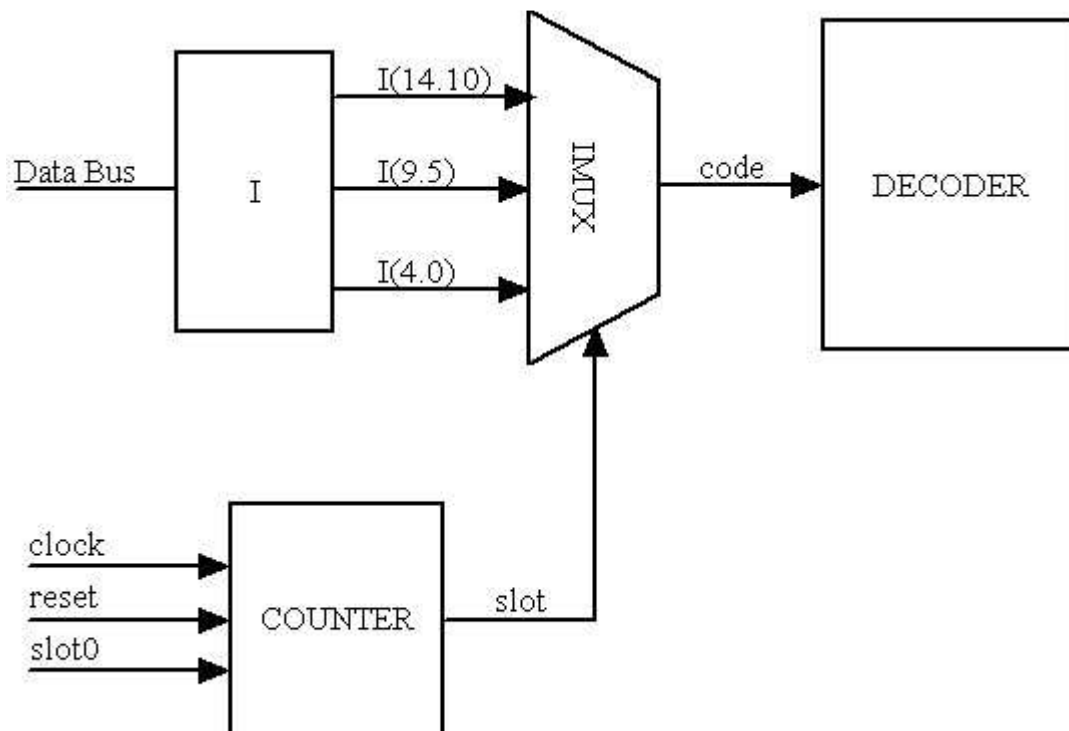 I(14.10)
Data Bus
I
I(9.5)
I(4.0)
IMUX
code
DECODER
clock
reset
slot0
COUNTER
slot